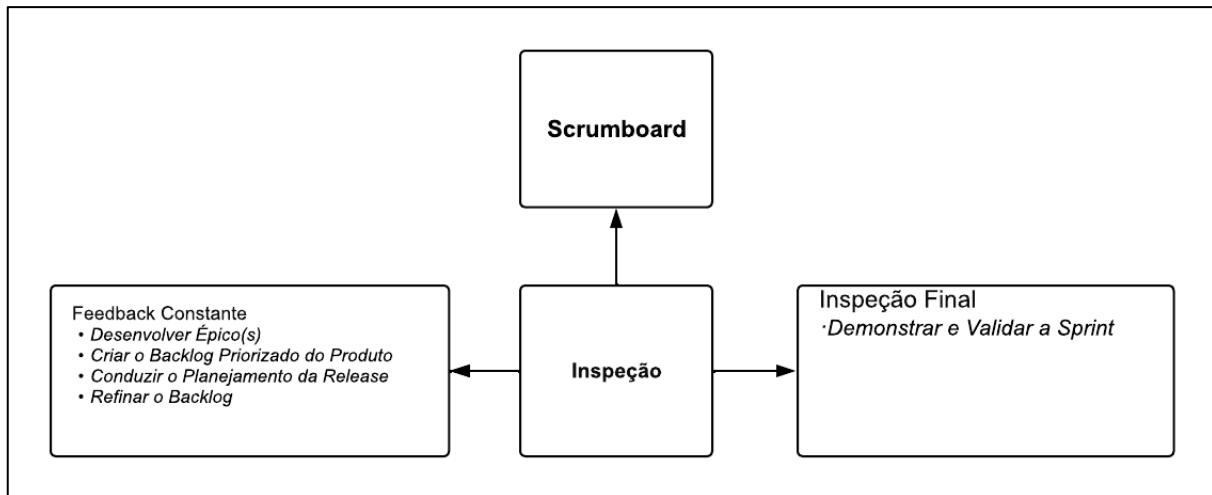 Scrumboard
Feedback Constante
• Desenvolver Épico(s)
• Criar o Backlog Priorizado do Produto
• Conduzir o Planejamento da Release
• Refinar o Backlog
Inspeção
Inspeção Final
·Demonstrar e Validar a Sprint